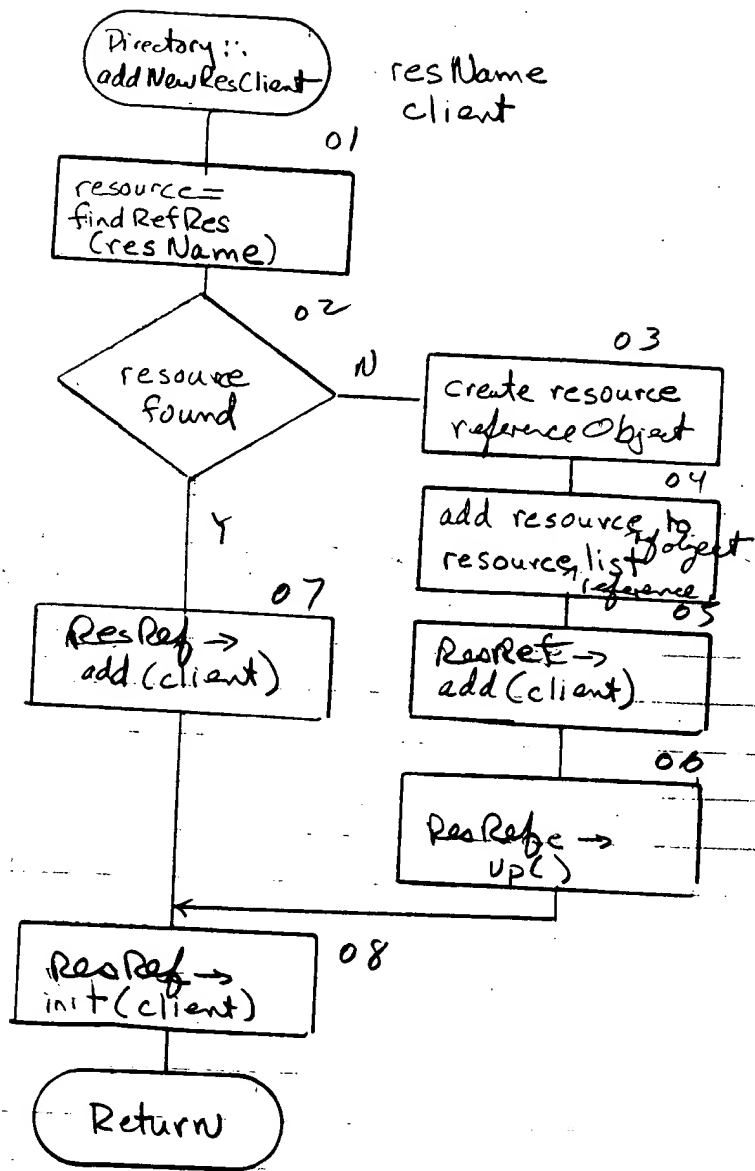 Directory::
addNewResClient
resName
client
01
resource=
findRefRes
(resName)
02
resource
found
N
Y
03
create resource
referenceObject
04
add resource to
object
resource list
reference
05
ResRef →
add (client)
06
ResRef →
up()
07
ResRef →
add (client)
08
ResRef →
init (client)
Return